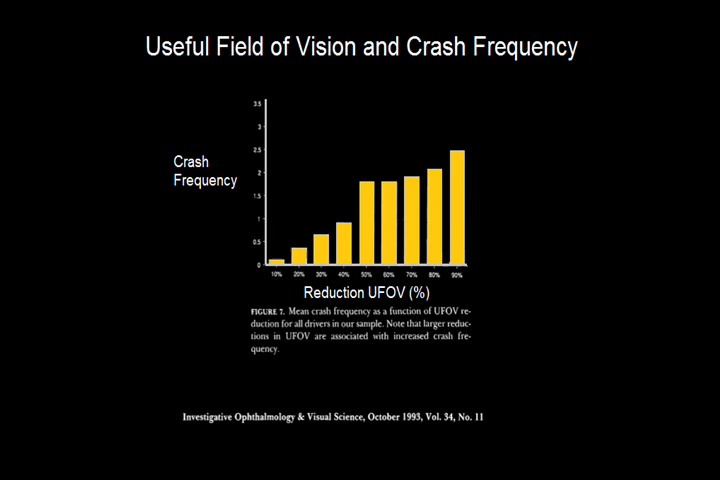 Useful Field of Vision and Crash Frequency
3.5
3
2.5
2
1.5
1
0.5
0
Crash
Frequency
10% 20% 30% 40% 50% 60% 70% 80% 90%
Reduction UFOV (%)
FIGURE 7. Mean crash frequency as a function of UFOV re-
duction for all drivers in our sample. Note that larger reduc-
tions in UFOV are associated with increased crash fre-
quency.
Investigative Ophthalmology & Visual Science, October 1993, Vol. 34, No. 11